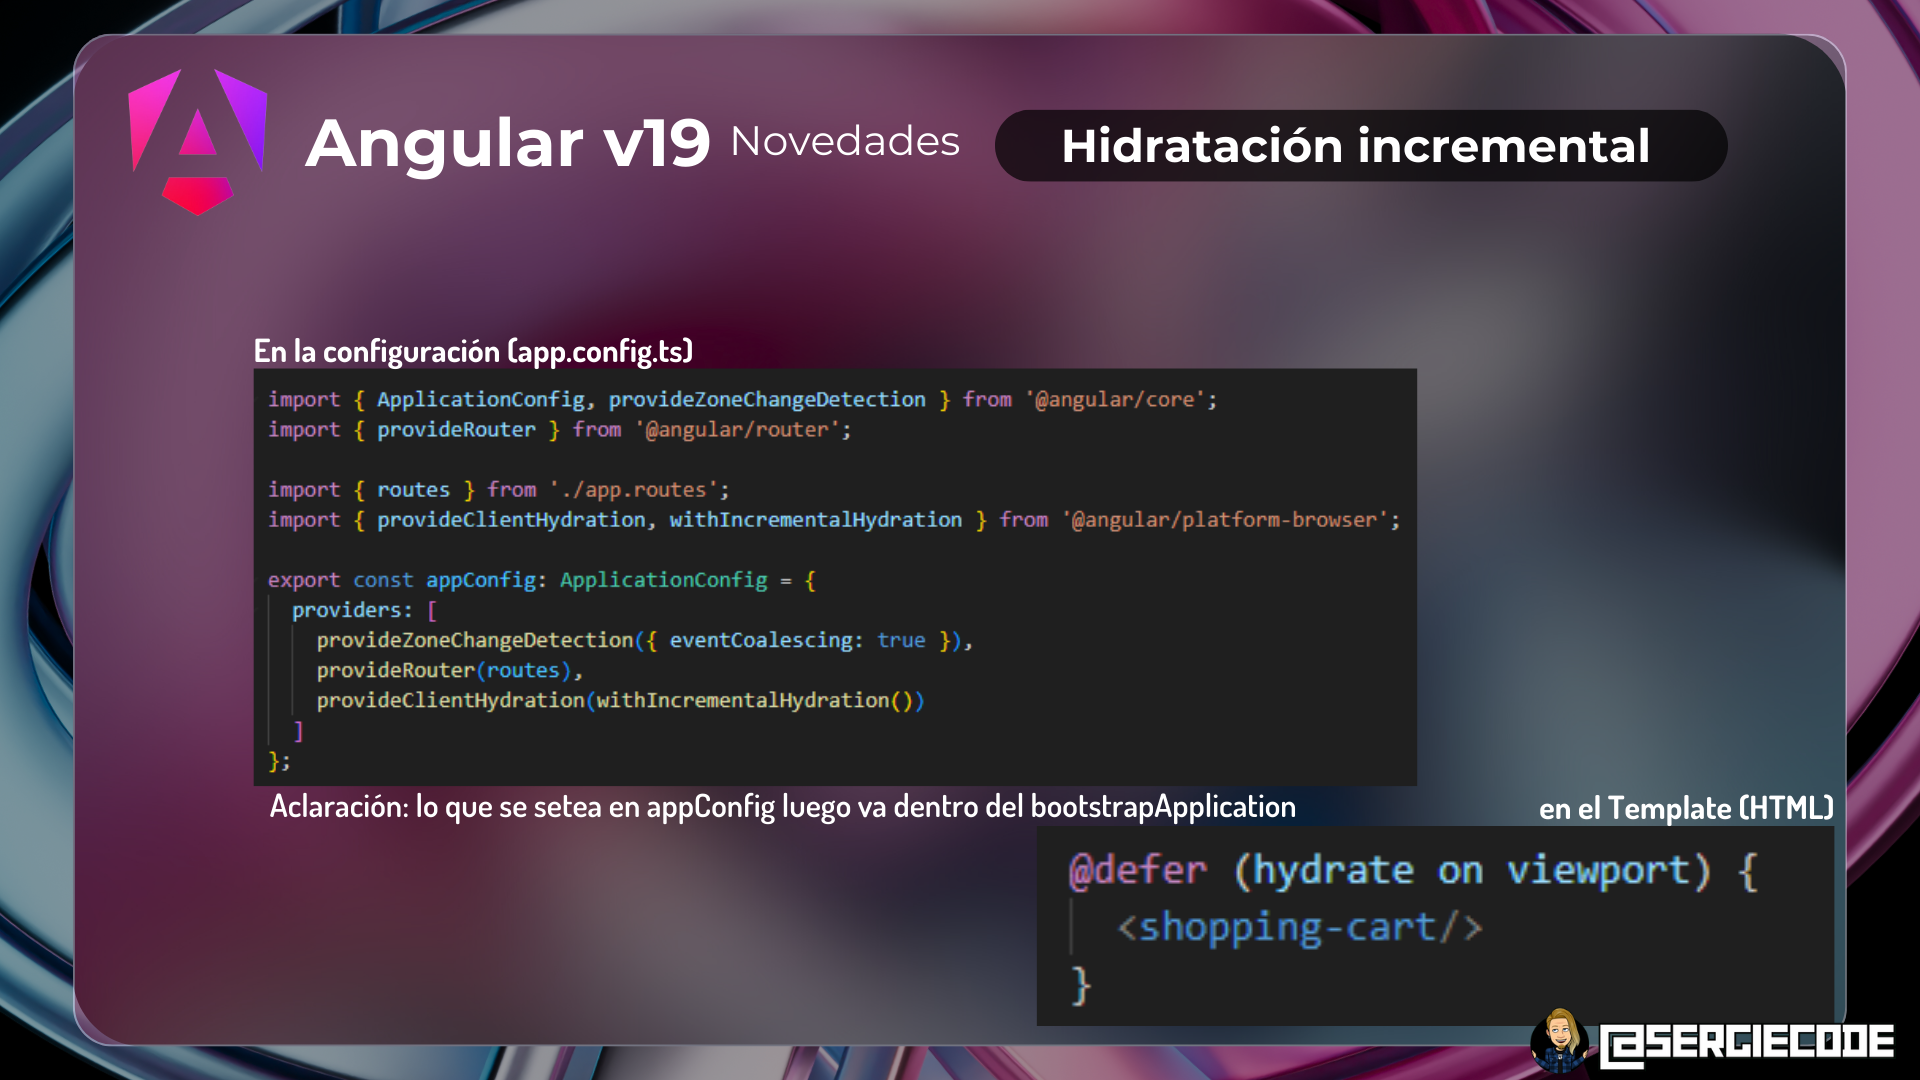 Angular v19 Novedades
Hidratación incremental
En la configuración (app.config.ts)
import { ApplicationConfig, provideZoneChangeDetection } from '@angular/core';
import { provideRouter } from '@angular/router';
import { routes } from './app.routes';
import { provideClientHydration, withIncrementalHydration } from '@angular/platform-browser';
export const appConfig: ApplicationConfig = {
  providers: [
    provideZoneChangeDetection({ eventCoalescing: true }),
    provideRouter(routes),
    provideClientHydration(withIncrementalHydration())
  ]
};
Aclaración: lo que se setea en appConfig luego va dentro del bootstrapApplication
en el Template (HTML)
@defer (hydrate on viewport) {
  <shopping-cart/>
}
@SERGIECODE